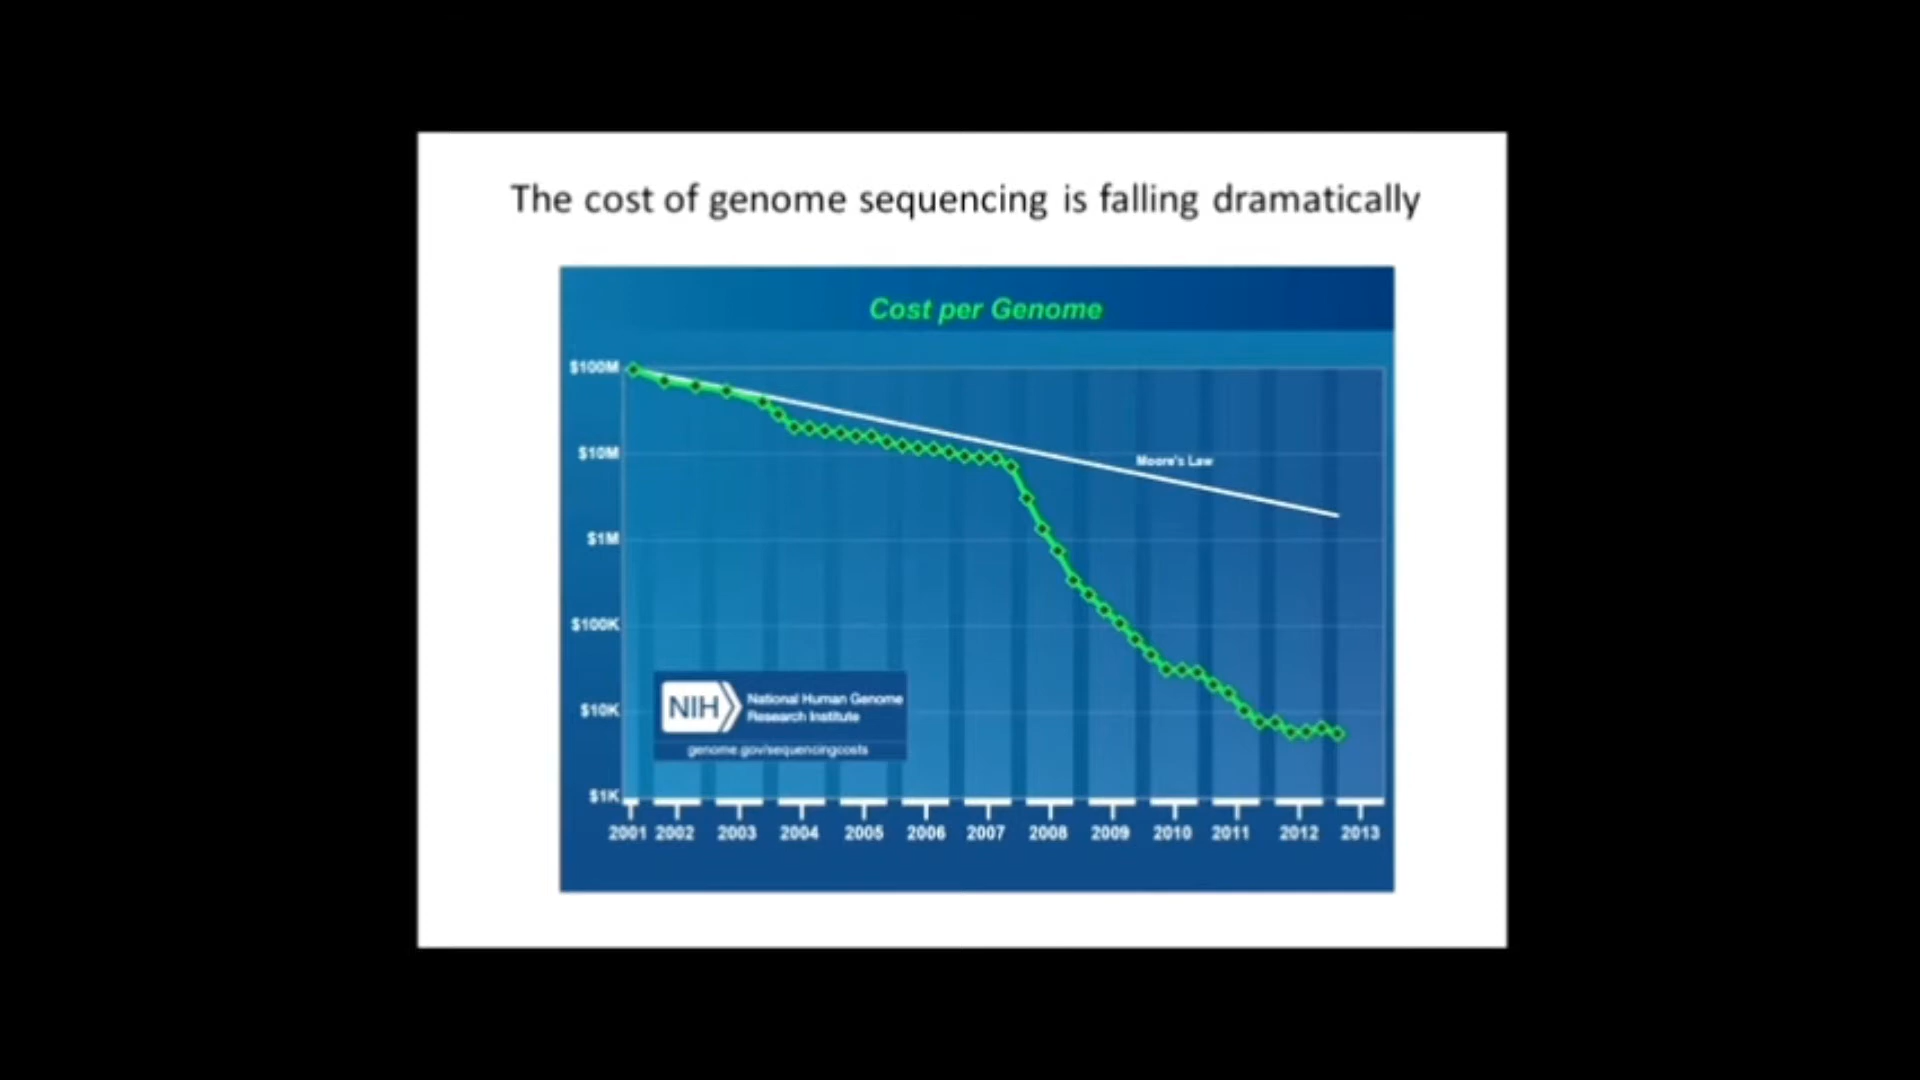 The cost of genome sequencing is falling dramatically
Cost per Genome
$100M
$10M
Moore's Law
$1M
$100K
NIH
National Human Genome
Research Institute
genome.gov/sequencingcosts
$10K
$1K
2001 2002 2003 2004 2005 2006 2007 2008 2009 2010 2011 2012 2013